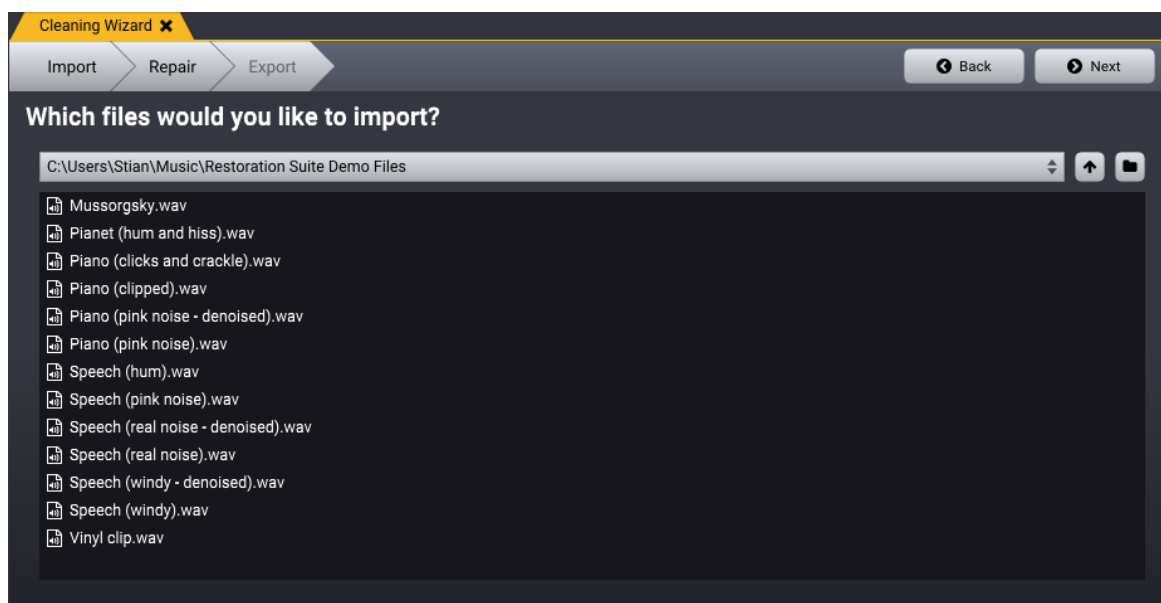 Cleaning Wizard
Import Repair Export Back Next
Which files would you like to import?
C:\Users\Stian\Music\Restoration Suite Demo Files
Mussorgsky.wav
Pianet (hum and hiss).wav
Piano (clicks and crackle).wav
Piano (clipped).wav
Piano (pink noise - denoised).wav
Piano (pink noise).wav
Speech (hum).wav
Speech (pink noise).wav
Speech (real noise - denoised).wav
Speech (real noise).wav
Speech (windy - denoised).wav
Speech (windy).wav
Vinyl clip.wav